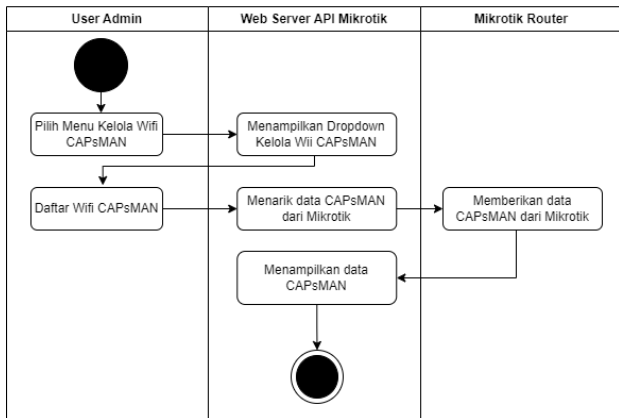 User Admin
Web Server API Mikrotik
Mikrotik Router
Pilih Menu Kelola Wifi
CAPsMAN
Menampilkan Dropdown
Kelola Wii CAPsMAN
Daftar Wifi CAPsMAN
Menarik data CAPsMAN
dari Mikrotik
Memberikan data
CAPsMAN dari Mikrotik
Menampilkan data
CAPsMAN